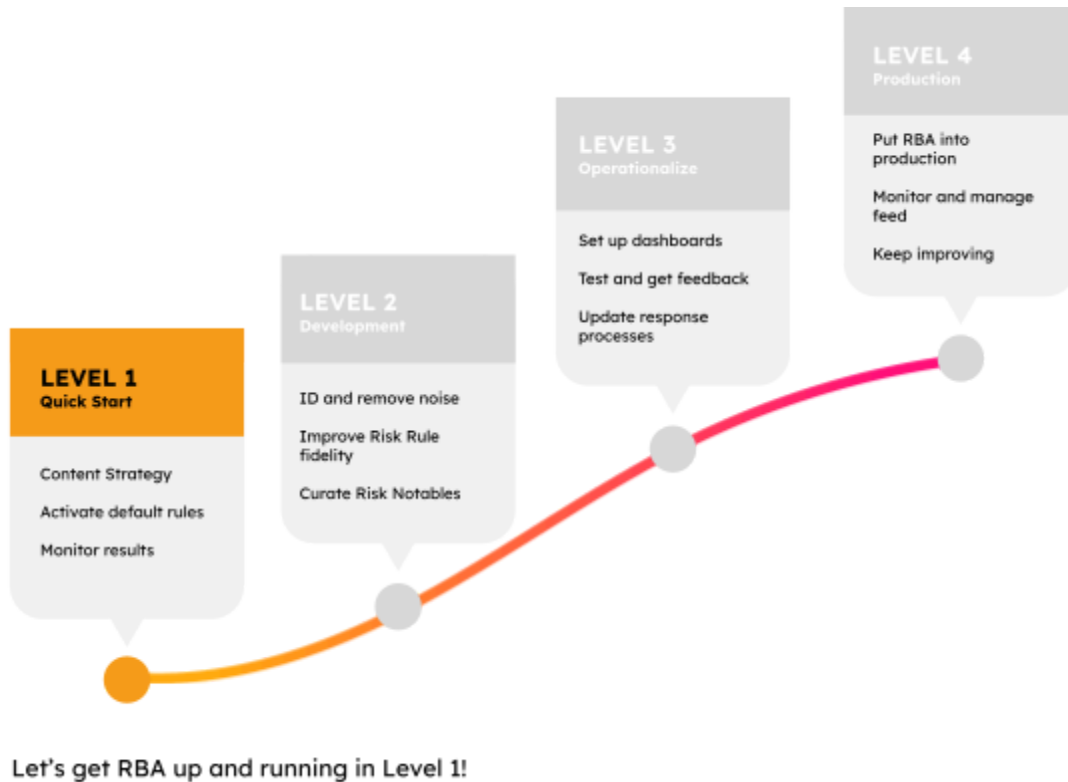 LEVEL 1
Quick Start
Content Strategy
Activate default rules
Monitor results
LEVEL 2
Development
ID and remove noise
Improve Risk Rule
fidelity
Curate Risk Notables
LEVEL 3
Operationalize
Set up dashboards
Test and get feedback
Update response
processes
LEVEL 4
Production
Put RBA into
production
Monitor and manage
feed
Keep improving
Let's get RBA up and running in Level 1!